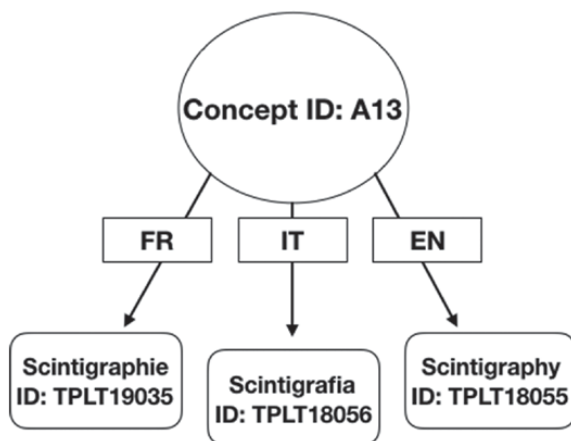 Concept ID: A13
FR
IT
EN
Scintigraphie
ID: TPLT19035
Scintigrafia
ID: TPLT18056
Scintigraphy
ID: TPLT18055